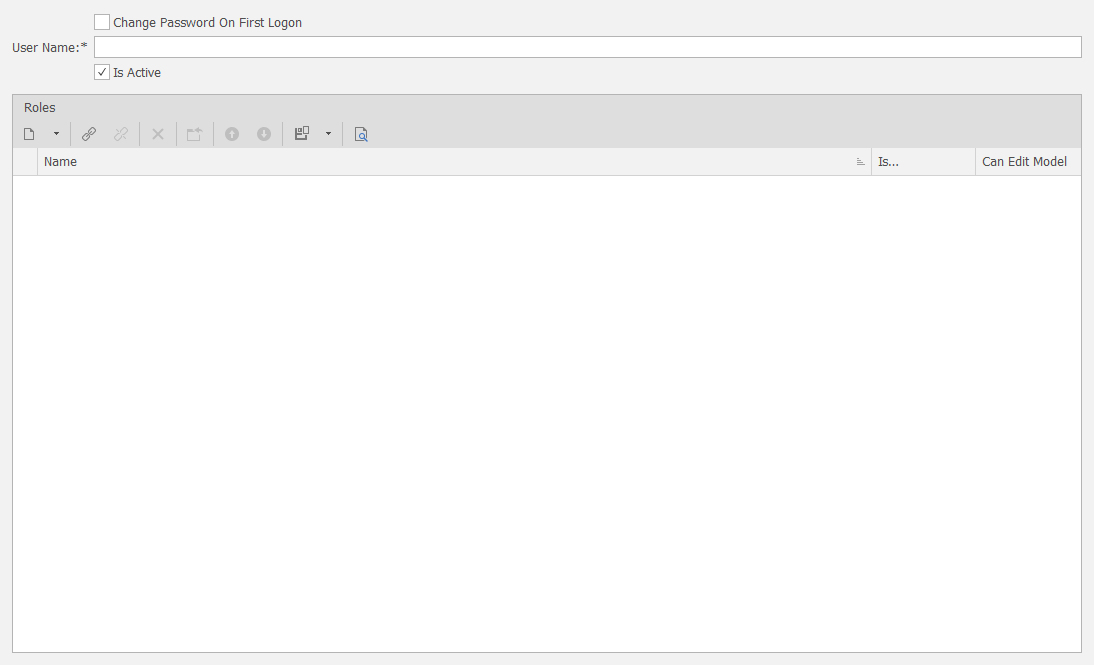 Change Password On First Logon
User Name:*
Is Active
Roles
Name Is... Can Edit Model